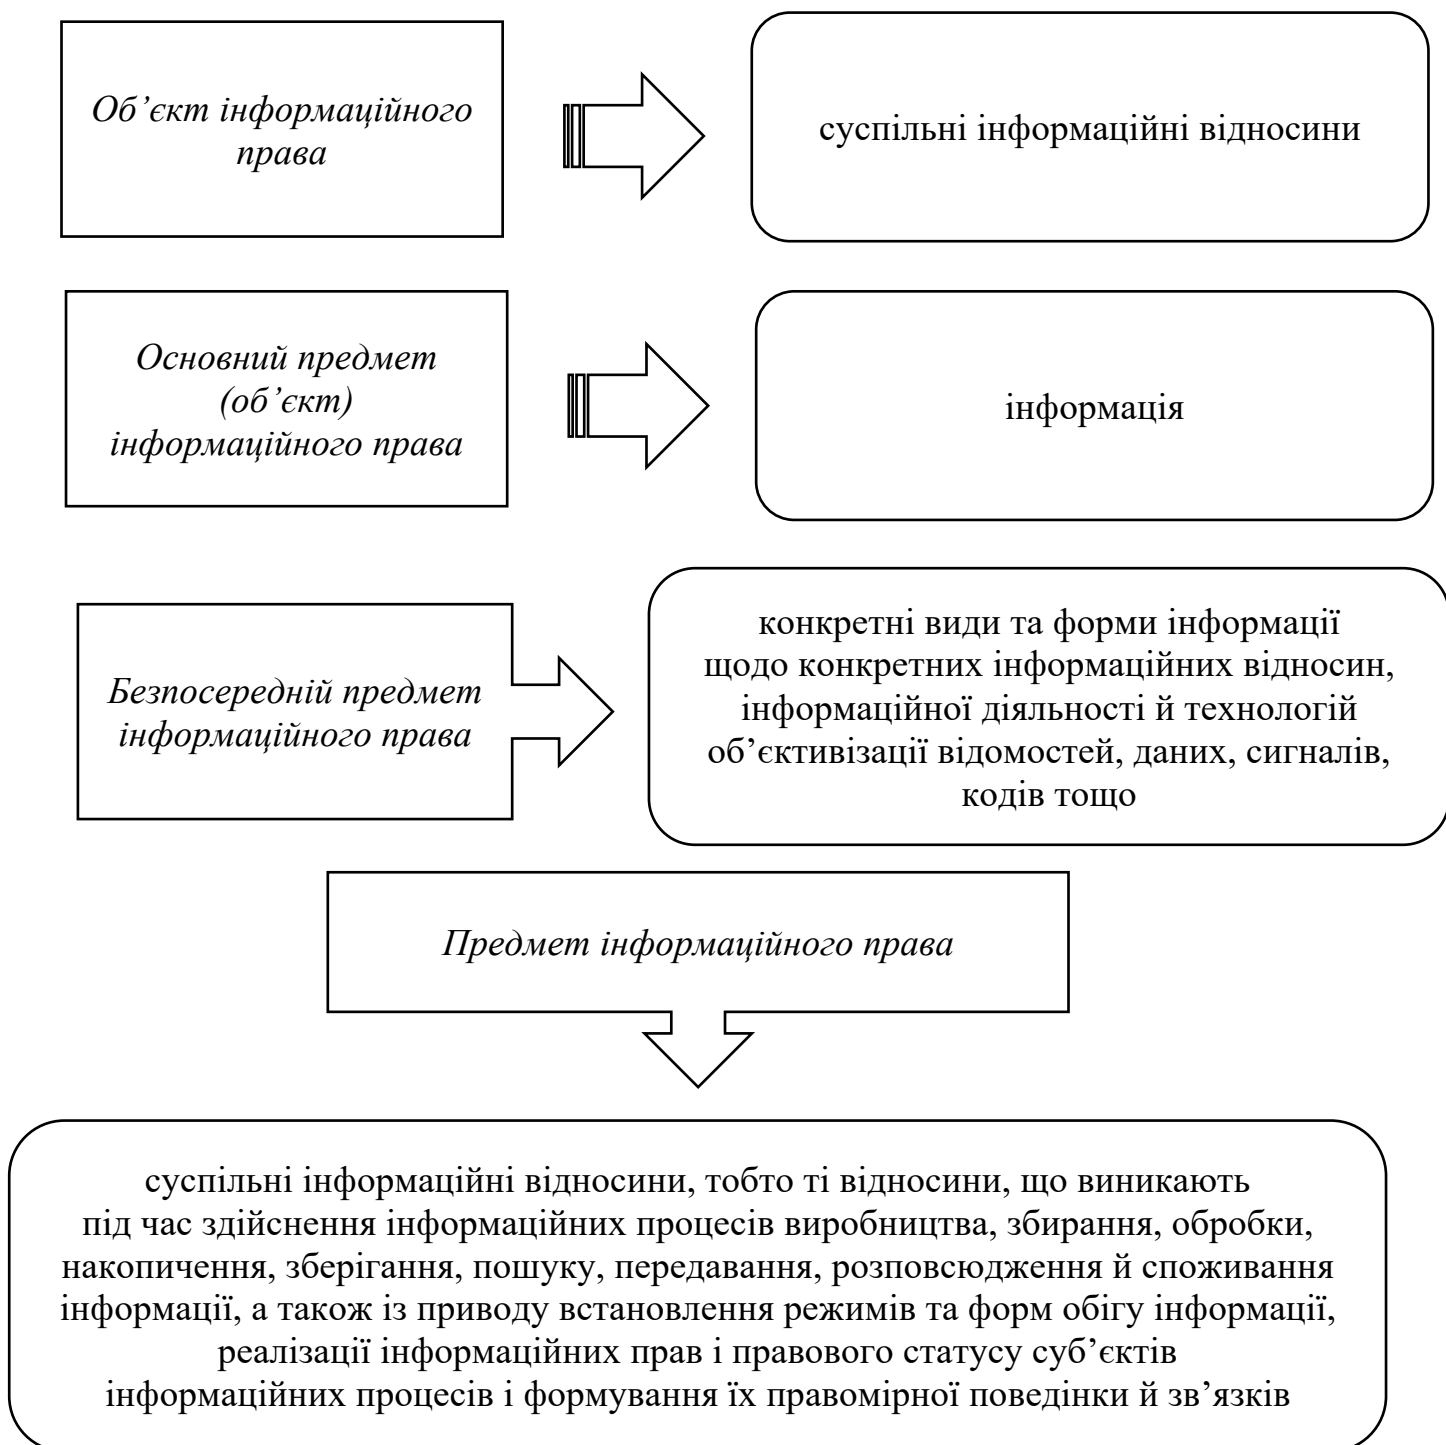 Об’єкт інформаційного
права
суспільні інформаційні відносини
Основний предмет
(об’єкт)
інформаційного права
інформація
Безпосередній предмет
інформаційного права
конкретні види та форми інформації
щодо конкретних інформаційних відносин,
інформаційної діяльності й технологій
об’єктивізації відомостей, даних, сигналів,
кодів тощо
Предмет інформаційного права
суспільні інформаційні відносини, тобто ті відносини, що виникають
під час здійснення інформаційних процесів виробництва, збирання, обробки,
накопичення, зберігання, пошуку, передавання, розповсюдження й споживання
інформації, а також із приводу встановлення режимів та форм обігу інформації,
реалізації інформаційних прав і правового статусу суб’єктів
інформаційних процесів і формування їх правомірної поведінки й зв’язків